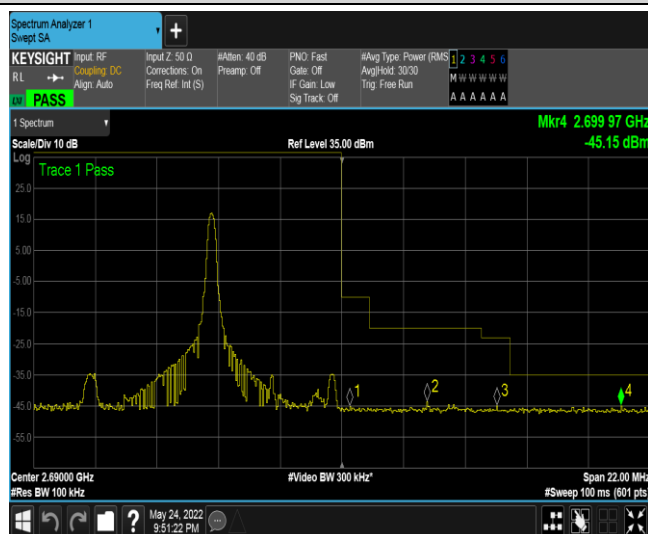 Spectrum Analyzer 1
Swept SA
+
KEYSIGHT Input: RF Input Z: 50 Ω #Atten: 40 dB PNO: Fast #Avg Type: Power (RMS 1 2 3 4 5 6
RL Coupling: DC Corrections: On Preamp: Off Gate: Off Avg|Hold: 30/30 M W W W W W
Align: Auto Freq Ref: Int (S) IF Gain: Low Trig: Free Run
LXI PASS Sig Track: Off A A A A A A
1 Spectrum Mkr4 2.699 97 GHz
Scale/Div 10 dB Ref Level 35.00 dBm -45.15 dBm
Log
Trace 1 Pass
25.0
15.0
5.00
-5.00
-15.0
-25.0
-35.0
1 2 3 4
-45.0
-55.0
Center 2.69000 GHz #Video BW 300 kHz* Span 22.00 MHz
#Res BW 100 kHz #Sweep 100 ms (601 pts)
? May 24, 2022
9:51:22 PM